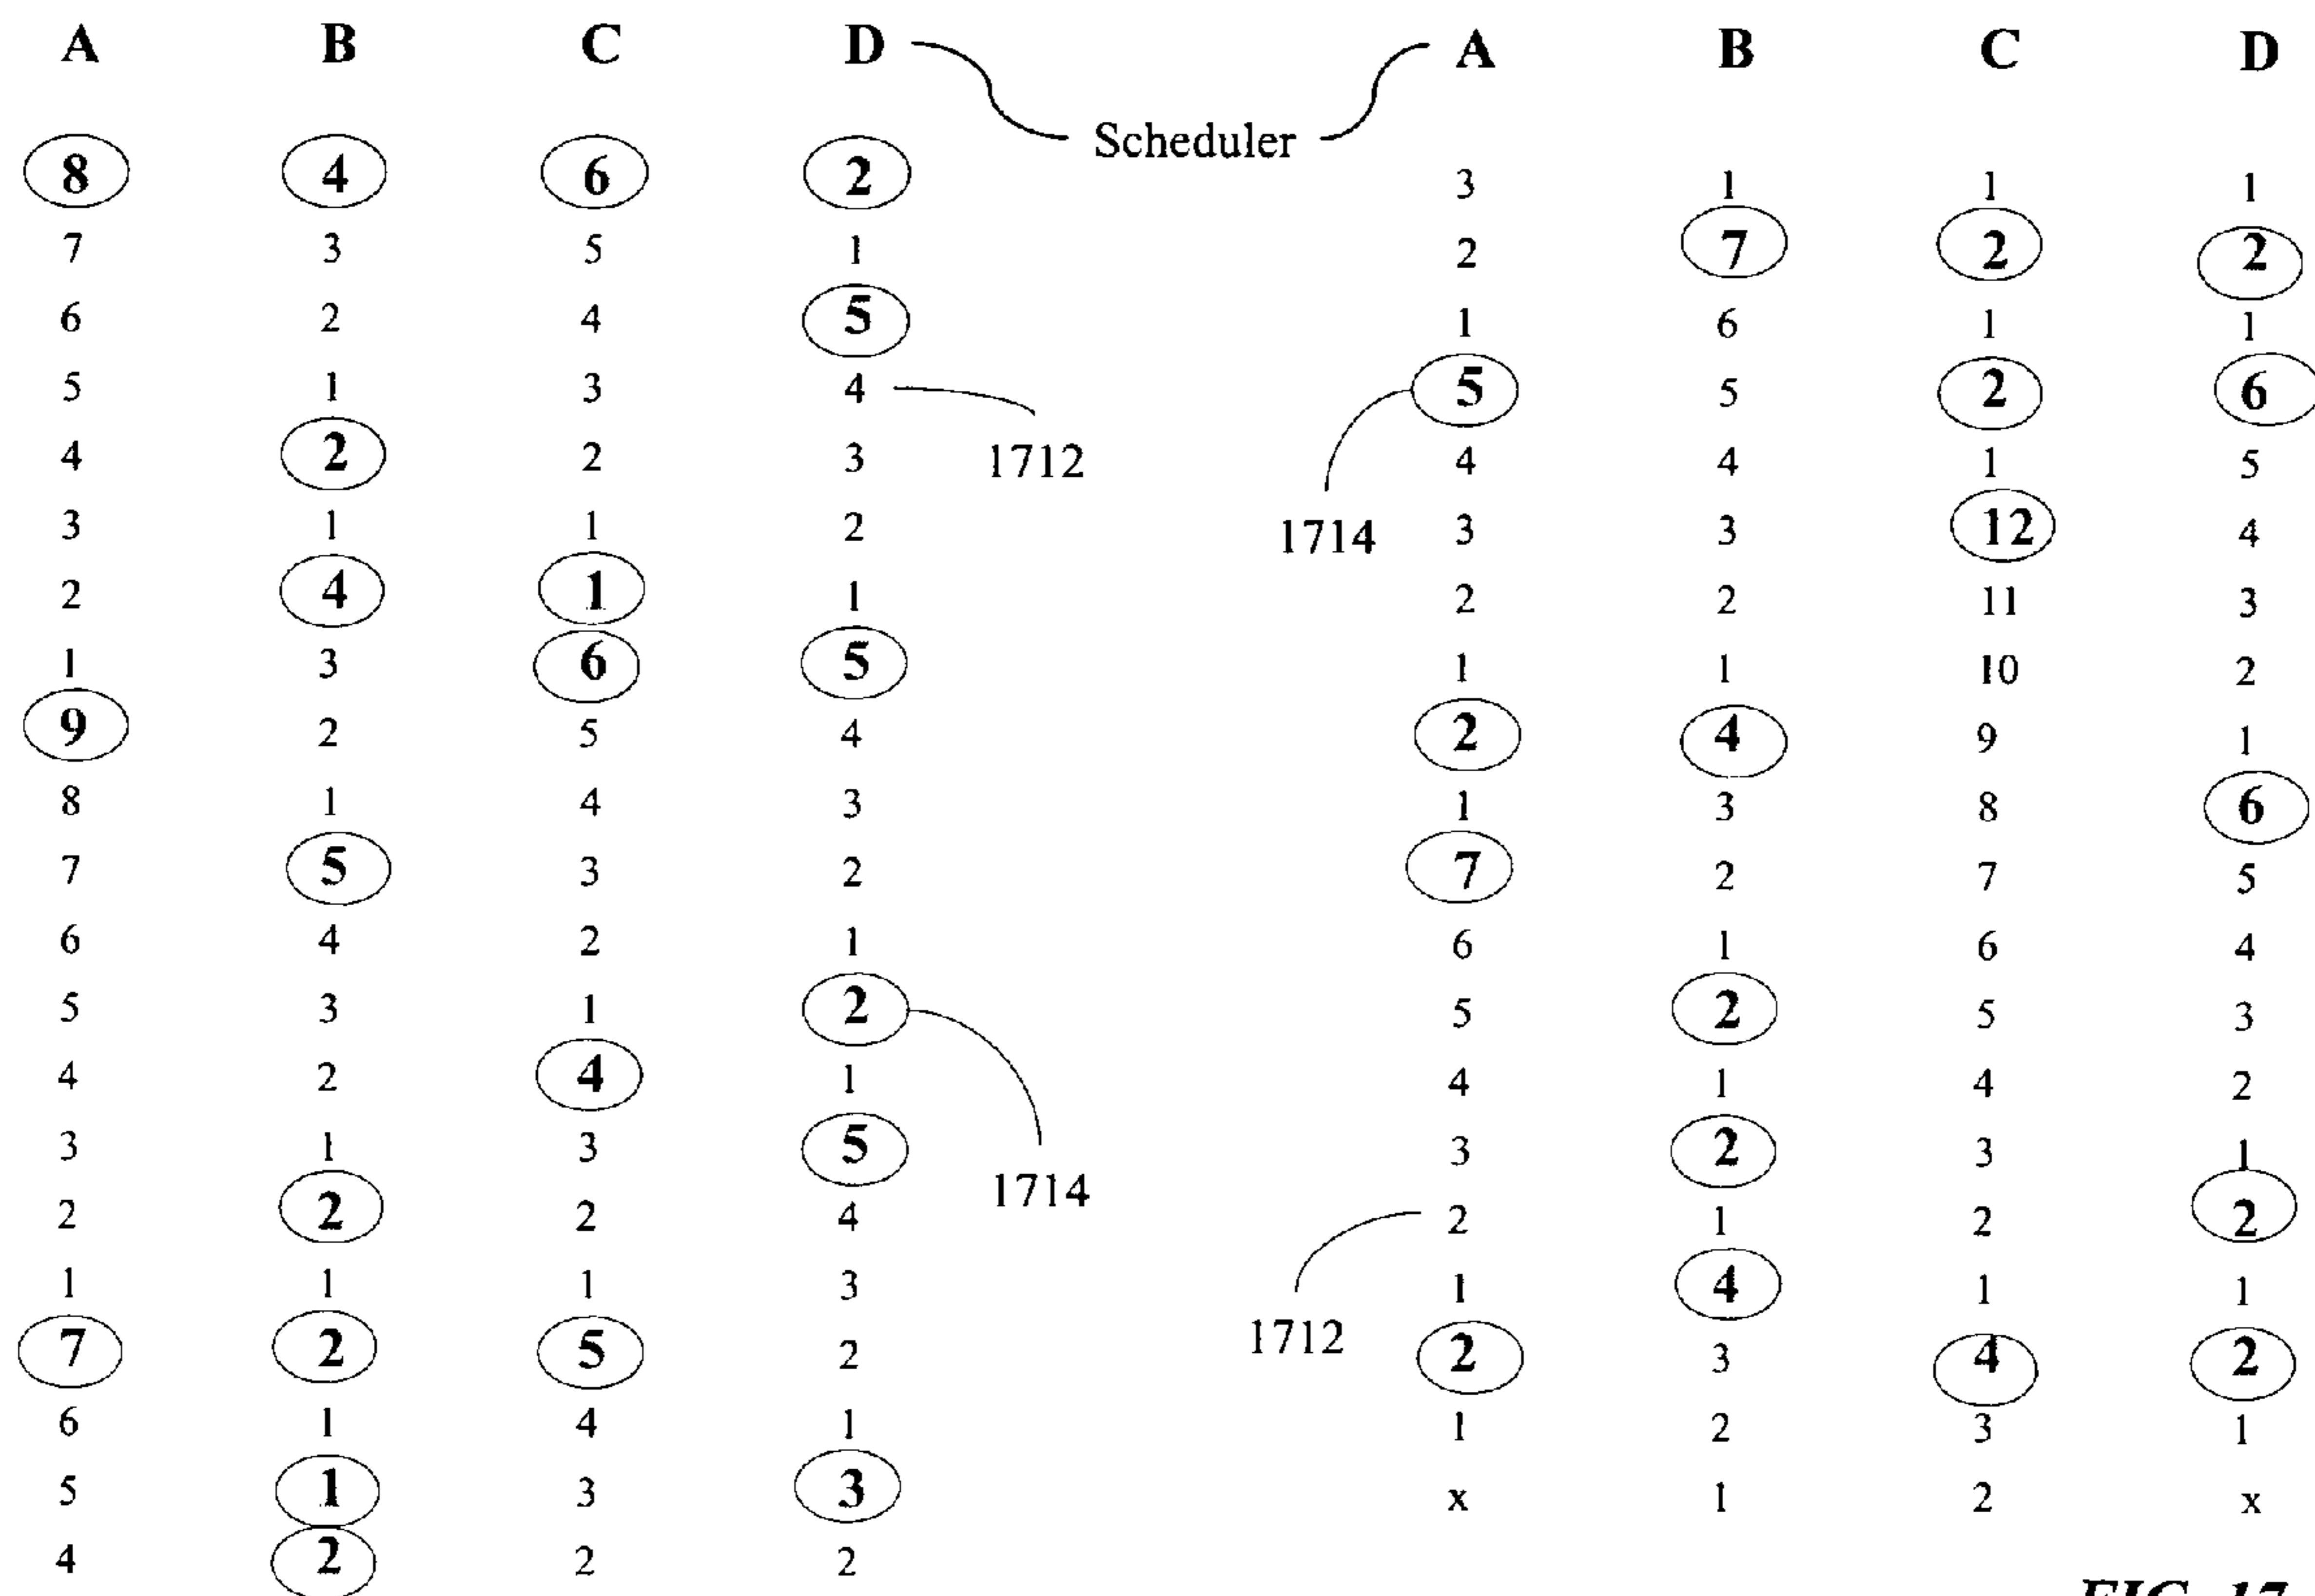 A B C D
8 4 6 2
7 3 5 1
6 2 4 5
5 1 3 4
4 2 2 3
3 1 1 2
2 4 1 1
1 3 6 5
9 2 5 4
8 1 4 3
7 5 3 2
6 4 2 1
5 3 1 2
4 2 4 1
3 1 3 5
2 2 2 4
1 1 1 3
7 2 5 2
6 1 4 1
5 1 3 3
4 2 2 2
Scheduler
1712
1714
1714
1712
A B C D
3 1 1 1
2 7 2 2
1 6 1 1
5 5 2 6
4 4 1 5
3 3 12 4
2 2 11 3
1 1 10 2
2 4 9 1
1 3 8 6
7 2 7 5
6 1 6 4
5 2 5 3
4 1 4 2
3 2 3 1
2 1 2 2
1 4 1 1
2 3 4 2
1 2 3 1
x 1 2 x
FIG. 17